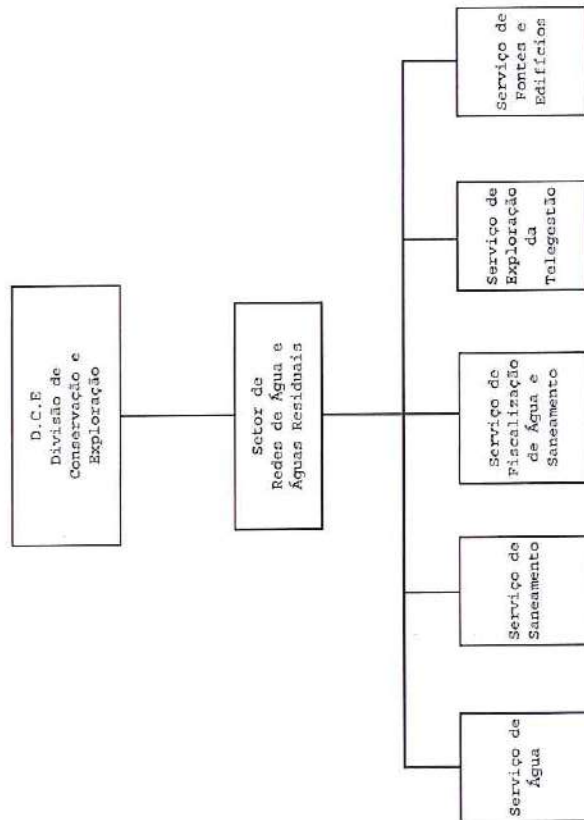 D.C.E
Divisão de
Conservação e
Exploração
Setor de
Redes de Água e
Águas Residuais
Serviço de
Água
Serviço de
Saneamento
Serviço de
Fiscalização
de Água e
Saneamento
Serviço de
Exploração
da
Telegestão
Serviço de
Fontes e
Edifícios